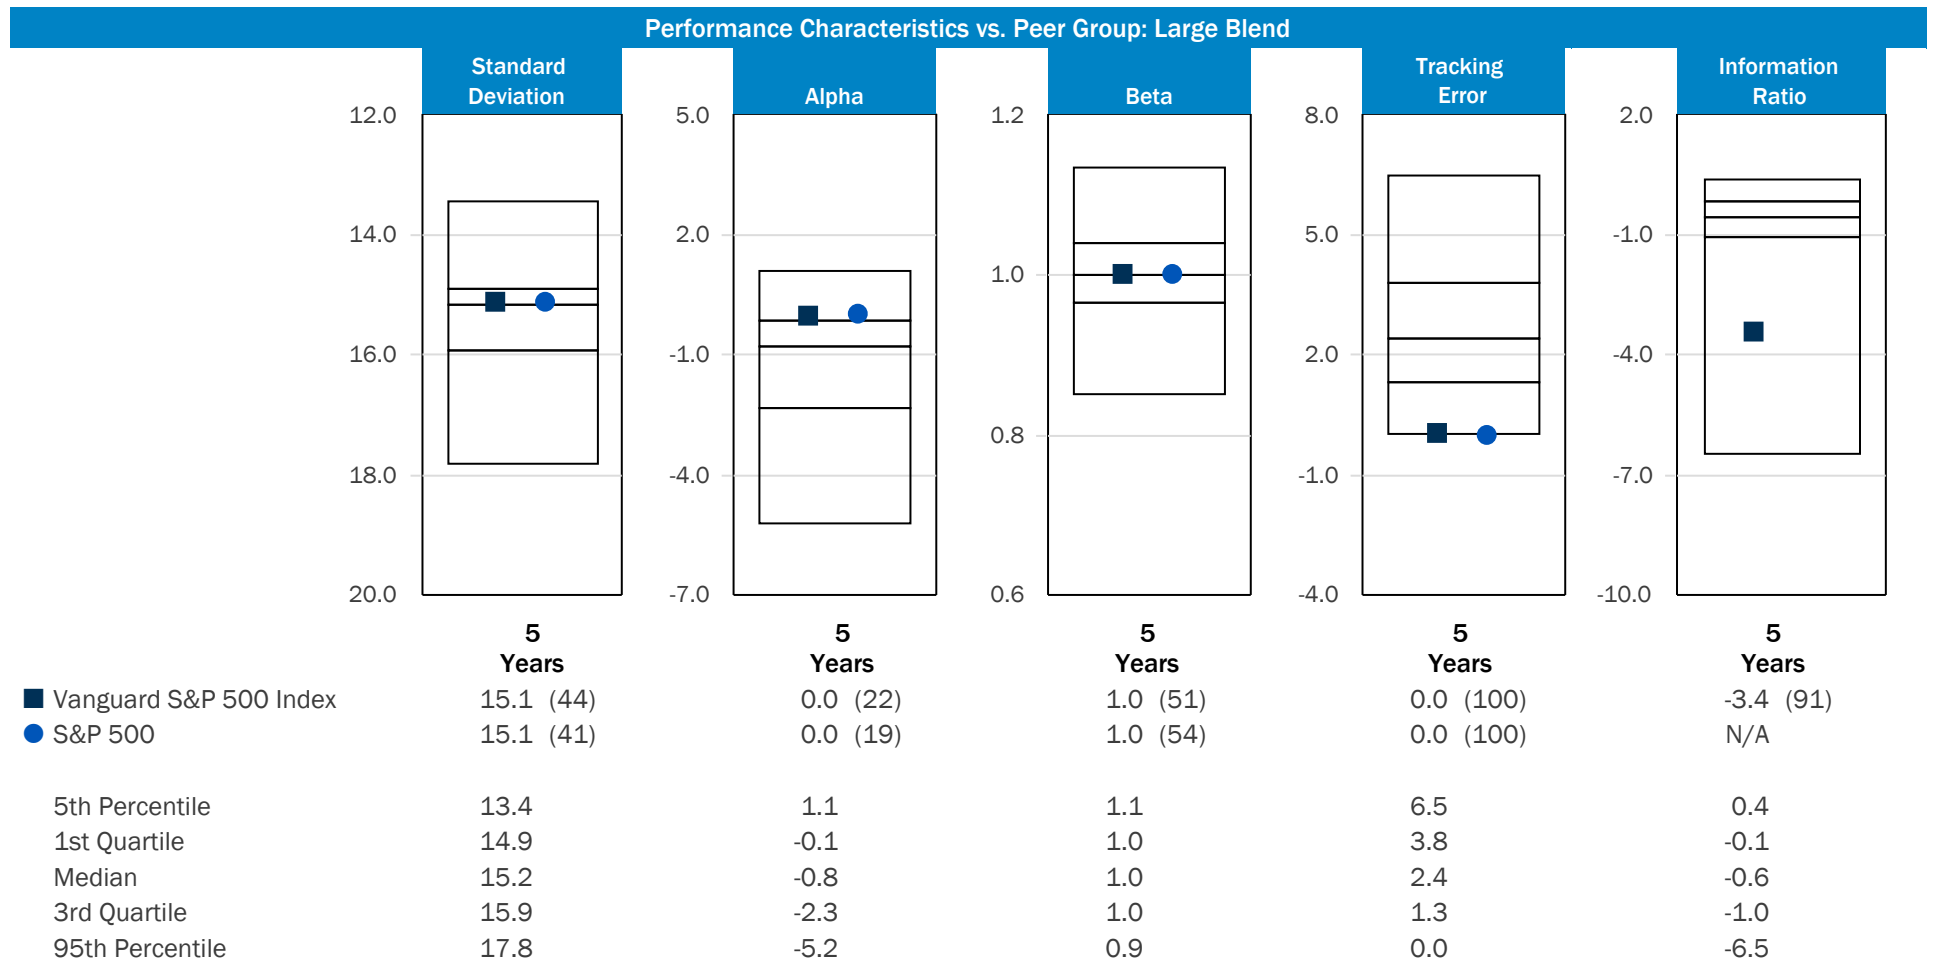 Performance Characteristics vs. Peer Group: Large Blend
Standard Deviation
Alpha
Beta
Tracking Error
Information Ratio
12.0 5.0 1.2 8.0 2.0
14.0 2.0 1.0 5.0 -1.0
16.0 -1.0 0.8 2.0 -4.0
18.0 -4.0 -1.0 -7.0
20.0 -7.0 0.6 -4.0 -10.0
5 5 5 5 5
Years Years Years Years Years
Vanguard S&P 500 Index 15.1 (44) 0.0 (22) 1.0 (51) 0.0 (100) -3.4 (91)
S&P 500 15.1 (41) 0.0 (19) 1.0 (54) 0.0 (100) N/A
5th Percentile 13.4 1.1 1.1 6.5 0.4
1st Quartile 14.9 -0.1 1.0 3.8 -0.1
Median 15.2 -0.8 1.0 2.4 -0.6
3rd Quartile 15.9 -2.3 1.0 1.3 -1.0
95th Percentile 17.8 -5.2 0.9 0.0 -6.5